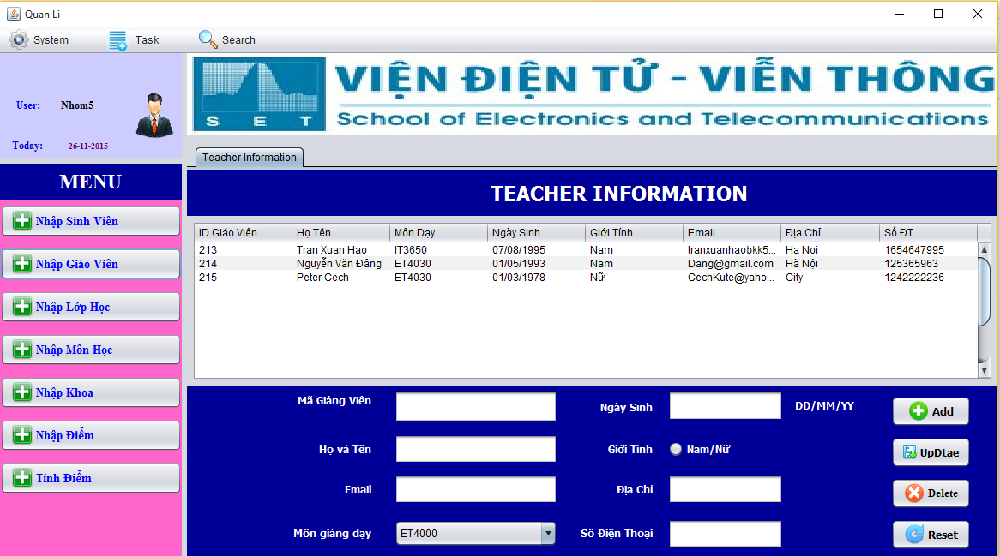 Quan Li
System Task Search
VIỆN ĐIỆN TỬ - VIỄN THÔNG
School of Electronics and Telecommunications
S E T
User: Nhom5
Today: 26-11-2015
MENU
Nhập Sinh Viên
Nhập Giáo Viên
Nhập Lớp Học
Nhập Môn Học
Nhập Khoa
Nhập Điểm
Tính Điểm
Teacher Information
TEACHER INFORMATION
ID Giáo Viên Họ Tên Môn Dạy Ngày Sinh Giới Tính Email Địa Chỉ Số ĐT
213 Tran Xuan Hao IT3650 07/08/1995 Nam tranxuanhaobkk5... Ha Noi 1654647995
214 Nguyễn Văn Đảng ET4030 01/05/1993 Nam Dang@gmail.com Hà Nội 125365963
215 Peter Cech ET4030 01/03/1978 Nữ CechKute@yaho... City 1242222236
Mã Giảng Viên Ngày Sinh DD/MM/YY Add
Họ và Tên Giới Tính Nam/Nữ UpDtae
Email Địa Chỉ Delete
Môn giảng dạy ET4000 Số Điện Thoại Reset